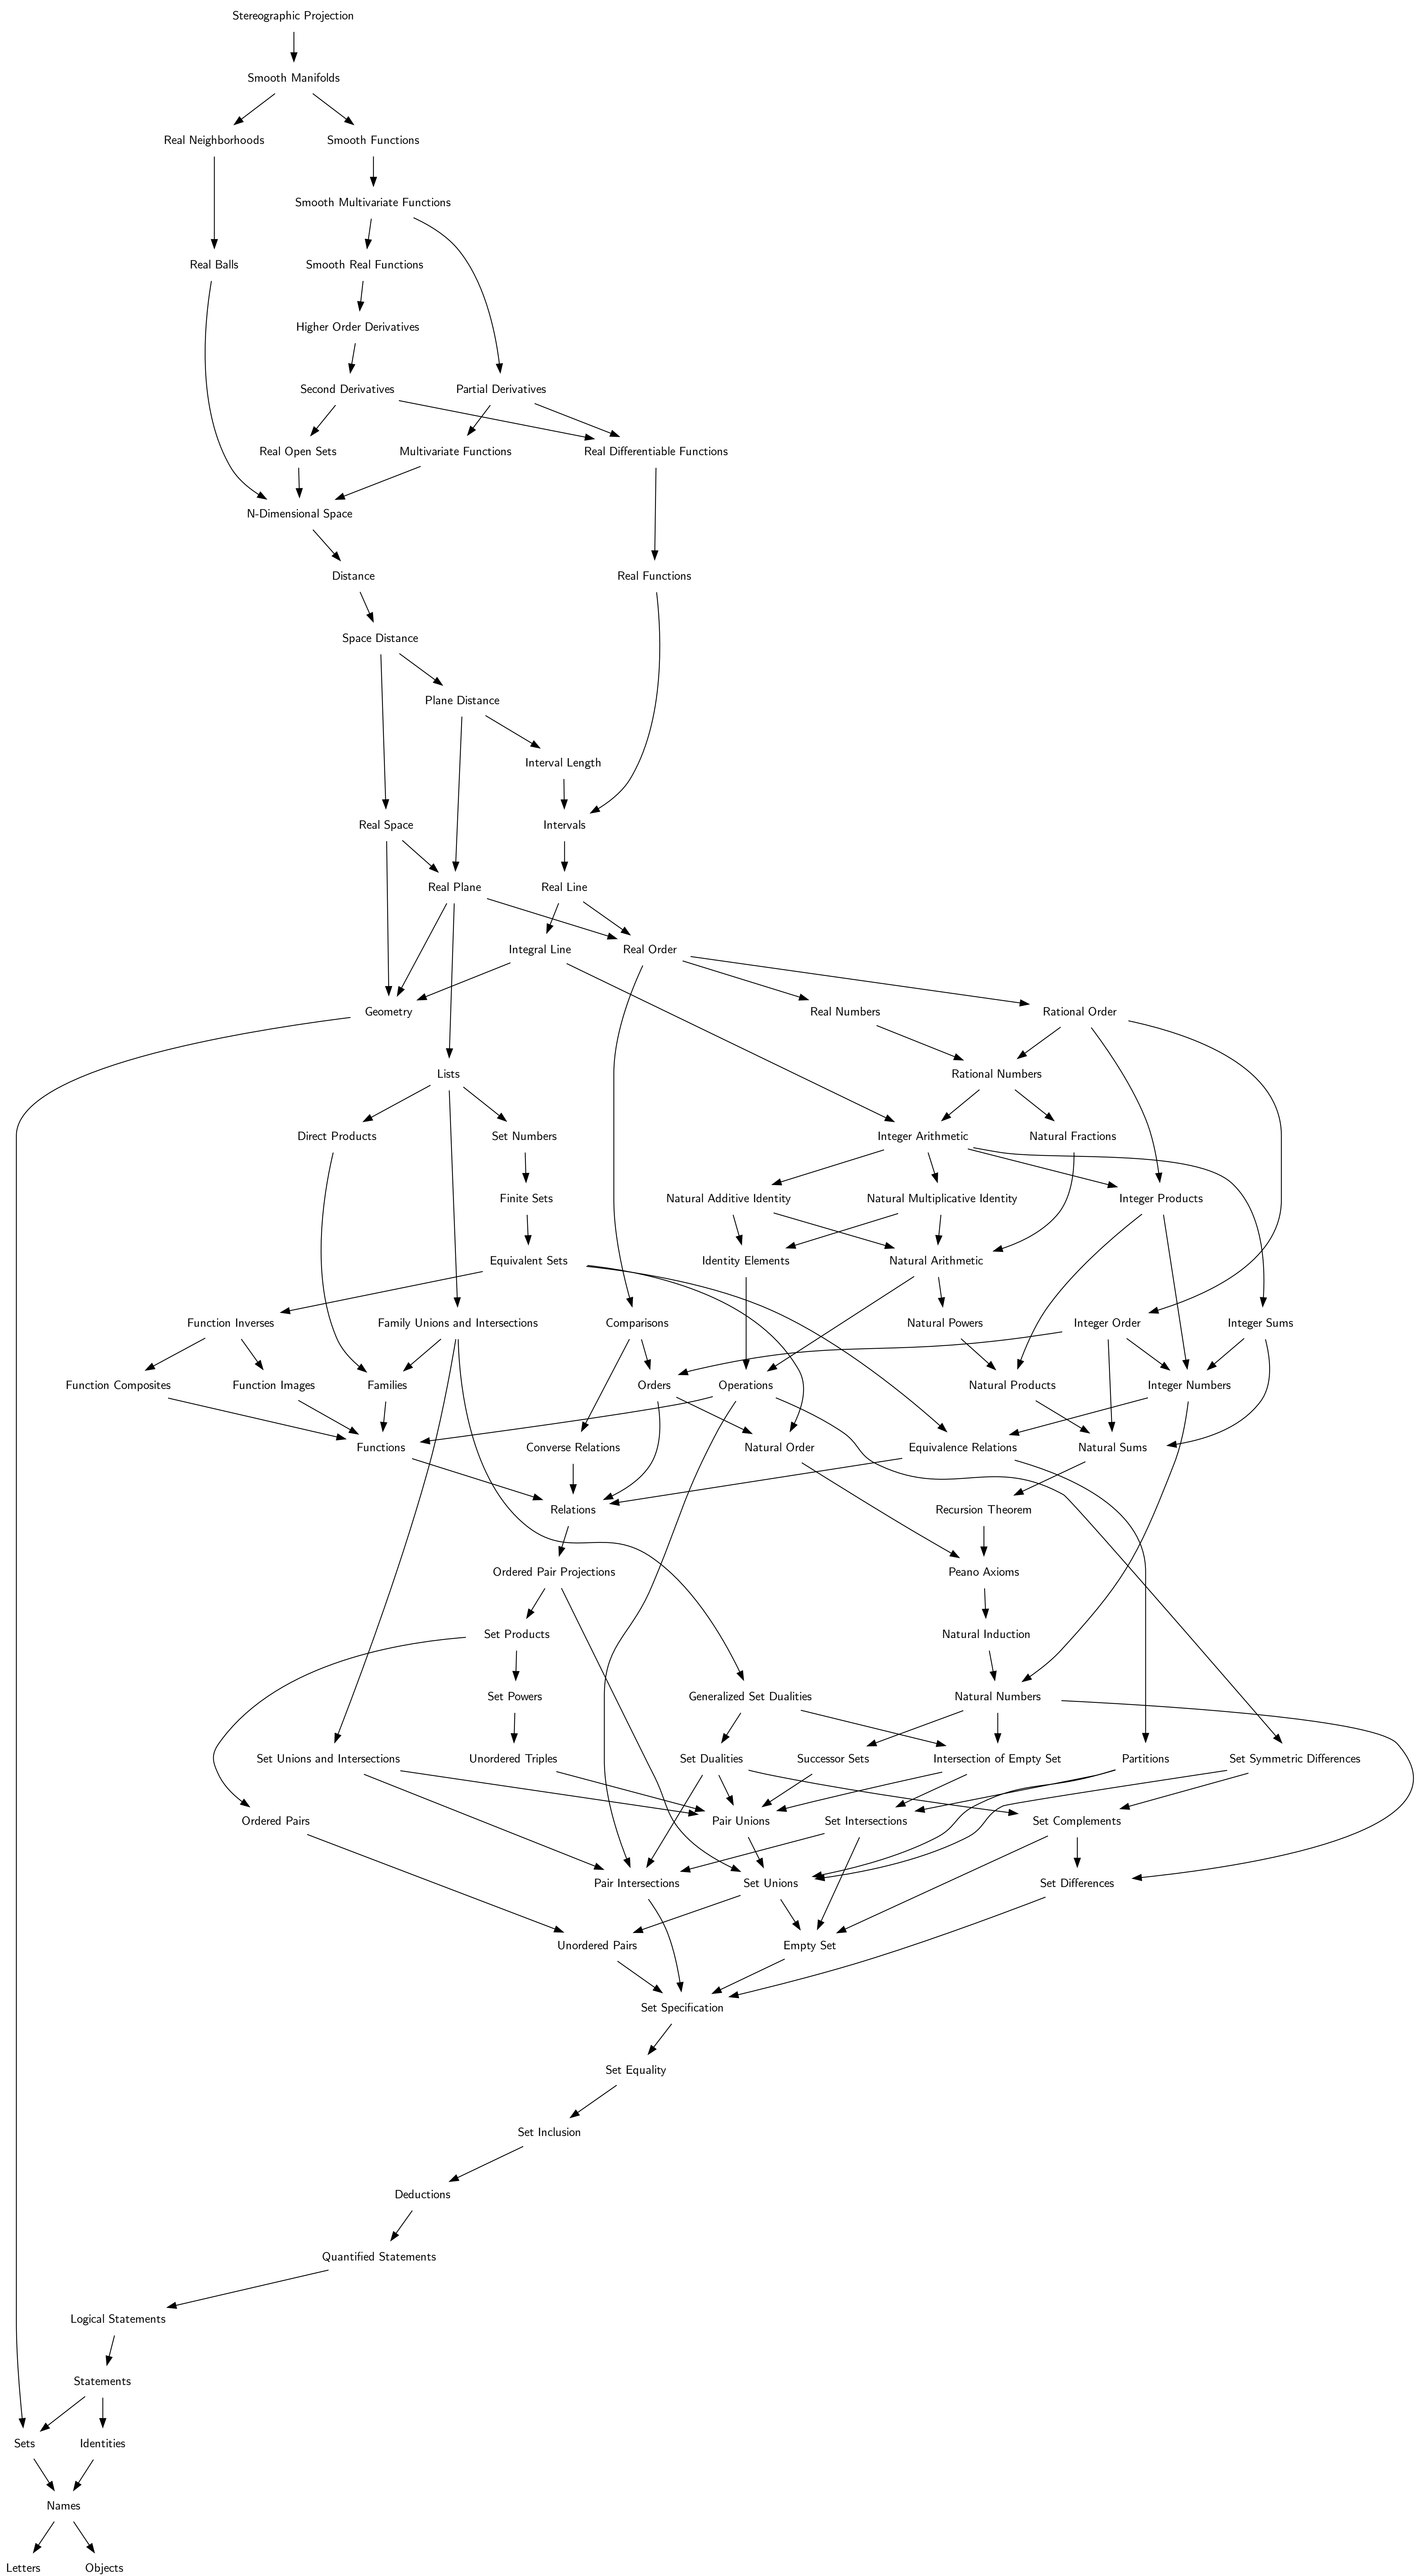 Stereographic Projection
Smooth Manifolds
Real Neighborhoods
Smooth Functions
Smooth Multivariate Functions
Real Balls
Smooth Real Functions
Higher Order Derivatives
Second Derivatives
Partial Derivatives
Real Open Sets
Multivariate Functions
Real Differentiable Functions
N-Dimensional Space
Distance
Real Functions
Space Distance
Plane Distance
Interval Length
Real Space
Intervals
Real Plane
Real Line
Integral Line
Real Order
Geometry
Real Numbers
Rational Order
Lists
Rational Numbers
Direct Products
Set Numbers
Integer Arithmetic
Natural Fractions
Finite Sets
Natural Additive Identity
Natural Multiplicative Identity
Integer Products
Equivalent Sets
Identity Elements
Natural Arithmetic
Function Inverses
Family Unions and Intersections
Comparisons
Natural Powers
Integer Order
Integer Sums
Function Composites
Function Images
Families
Orders
Operations
Natural Products
Integer Numbers
Functions
Converse Relations
Natural Order
Equivalence Relations
Natural Sums
Relations
Recursion Theorem
Ordered Pair Projections
Peano Axioms
Set Products
Natural Induction
Set Powers
Generalized Set Dualities
Natural Numbers
Set Unions and Intersections
Unordered Triples
Set Dualities
Successor Sets
Intersection of Empty Set
Partitions
Set Symmetric Differences
Ordered Pairs
Pair Unions
Set Intersections
Set Complements
Pair Intersections
Set Unions
Set Differences
Unordered Pairs
Empty Set
Set Specification
Set Equality
Set Inclusion
Deductions
Quantified Statements
Logical Statements
Statements
Sets
Identities
Names
Letters
Objects